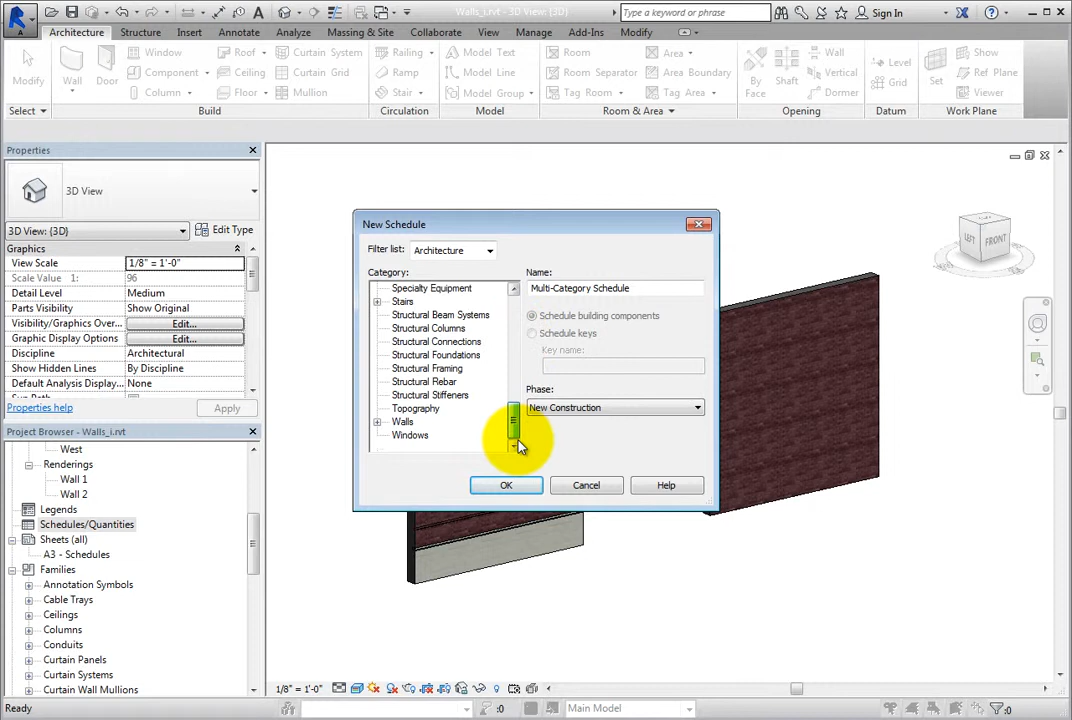 Walls_i.rvt - 3D View: {3D}
Type a keyword or phrase
Sign In
Architecture Structure Insert Annotate Analyze Massing & Site Collaborate View Manage Add-Ins Modify
Modify Wall Door Window Component Column Roof Ceiling Floor Curtain System Curtain Grid Mullion Railing Ramp Stair Model Text Model Line Model Group Room Room Separator Tag Room Area Area Boundary Tag Area By Face Shaft Wall Vertical Dormer Level Grid Set Show Ref Plane Viewer
Select Build Circulation Model Room & Area Opening Datum Work Plane
Properties
3D View
3D View: {3D} Edit Type
Graphics
View Scale 1/8" = 1'-0"
Scale Value 1: 96
Detail Level Medium
Parts Visibility Show Original
Visibility/Graphics Over... Edit...
Graphic Display Options Edit...
Discipline Architectural
Show Hidden Lines By Discipline
Default Analysis Display... None
Properties help Apply
Project Browser - Walls_i.rvt
West
Renderings
Wall 1
Wall 2
Legends
Schedules/Quantities
Sheets (all)
A3 - Schedules
Families
Annotation Symbols
Cable Trays
Ceilings
Columns
Conduits
Curtain Panels
Curtain Systems
Curtain Wall Mullions
New Schedule
Filter list: Architecture
Category:
Specialty Equipment
Stairs
Structural Beam Systems
Structural Columns
Structural Connections
Structural Foundations
Structural Framing
Structural Rebar
Structural Stiffeners
Topography
Walls
Windows
Name:
Multi-Category Schedule
Schedule building components
Schedule keys
Key name:
Phase:
New Construction
OK Cancel Help
LEFT FRONT
1/8" = 1'-0"
Ready
:0
Main Model
:0